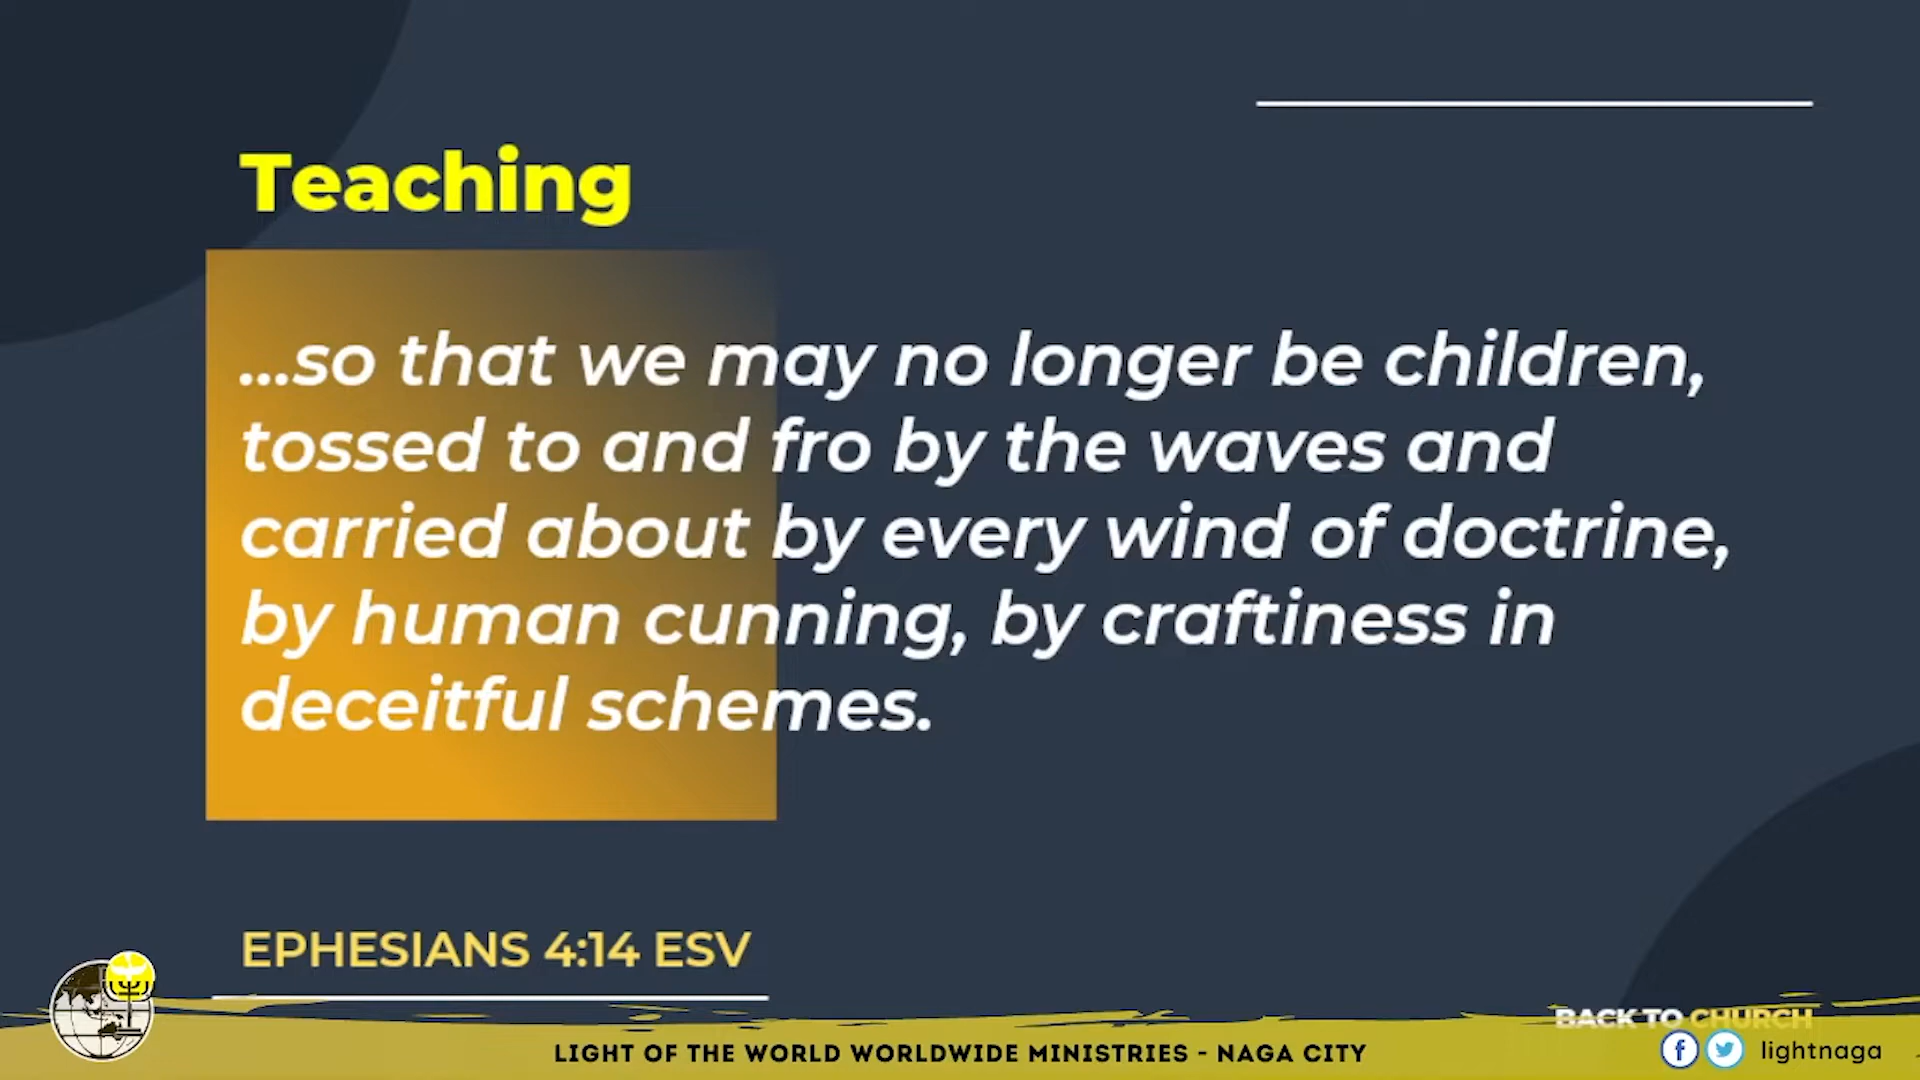 Teaching
...so that we may no longer be children,
tossed to and fro by the waves and
carried about by every wind of doctrine,
by human cunning, by craftiness in
deceitful schemes.
EPHESIANS 4:14 ESV
BACK TO CHURCH
LIGHT OF THE WORLD WORLDWIDE MINISTRIES - NAGA CITY
lightnaga